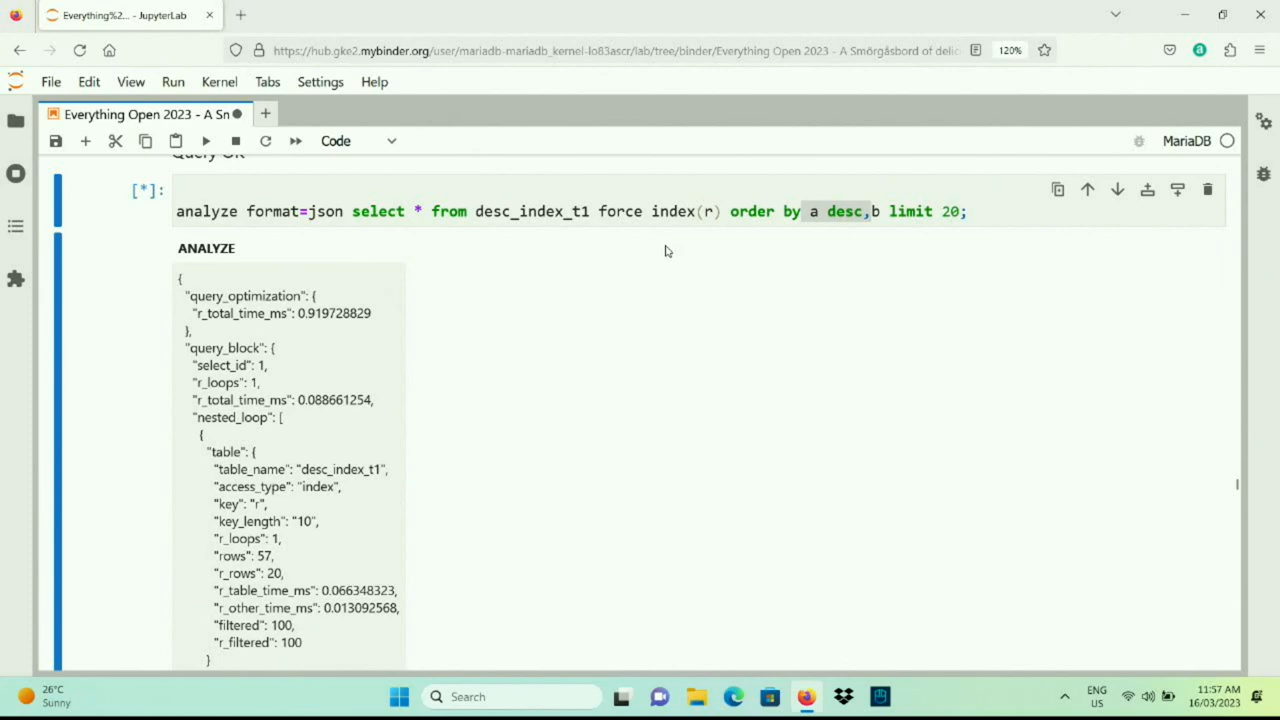 Everything%2... - JupyterLab
https://hub.gke2.mybinder.org/user/mariadb-mariadb_kernel-lo83ascr/lab/tree/binder/Everything Open 2023 - A Smörgåsbord of delic
120%
File Edit View Run Kernel Tabs Settings Help
Everything Open 2023 - A Sn
Code
MariaDB
Query OK
[*]:
analyze format=json select * from desc_index_t1 force index(r) order by a desc,b limit 20;
ANALYZE
{
"query_optimization": {
"r_total_time_ms": 0.919728829
},
"query_block": {
"select_id": 1,
"r_loops": 1,
"r_total_time_ms": 0.088661254,
"nested_loop": [
{
"table": {
"table_name": "desc_index_t1",
"access_type": "index",
"key": "r",
"key_length": "10",
"r_loops": 1,
"rows": 57,
"r_rows": 20,
"r_table_time_ms": 0.066348323,
"r_other_time_ms": 0.013092568,
"filtered": 100,
"r_filtered": 100
}
26°C
Sunny
Search
ENG
US
11:57 AM
16/03/2023